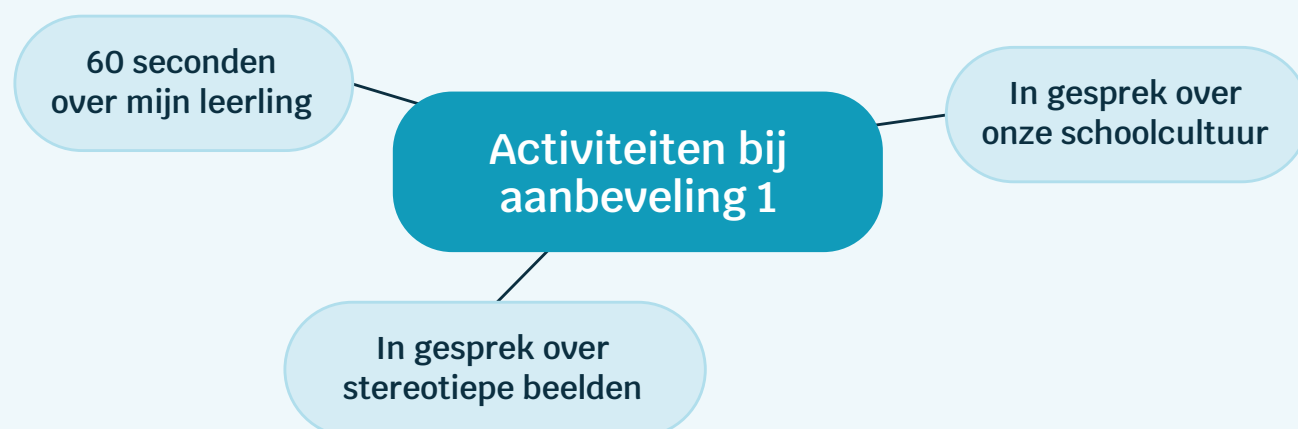 60 seconden
over mijn leerling
In gesprek over
onze schoolcultuur
Activiteiten bij
aanbeveling 1
In gesprek over
stereotiepe beelden